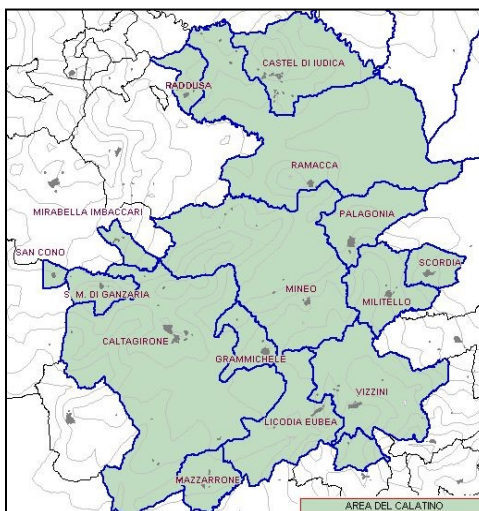 CASTEL DI IUDICA
RADDUSA
RAMACCA
MIRABELLA IMBACCARI
PALAGONIA
SAN CONO
SCORDIA
S. M. DI GANZARIA
MINEO
MILITELLO
CALTAGIRONE
GRAMMICHELE
VIZZINI
LICODIA EUBEA
MAZZARRONE
AREA DEL CALATINO